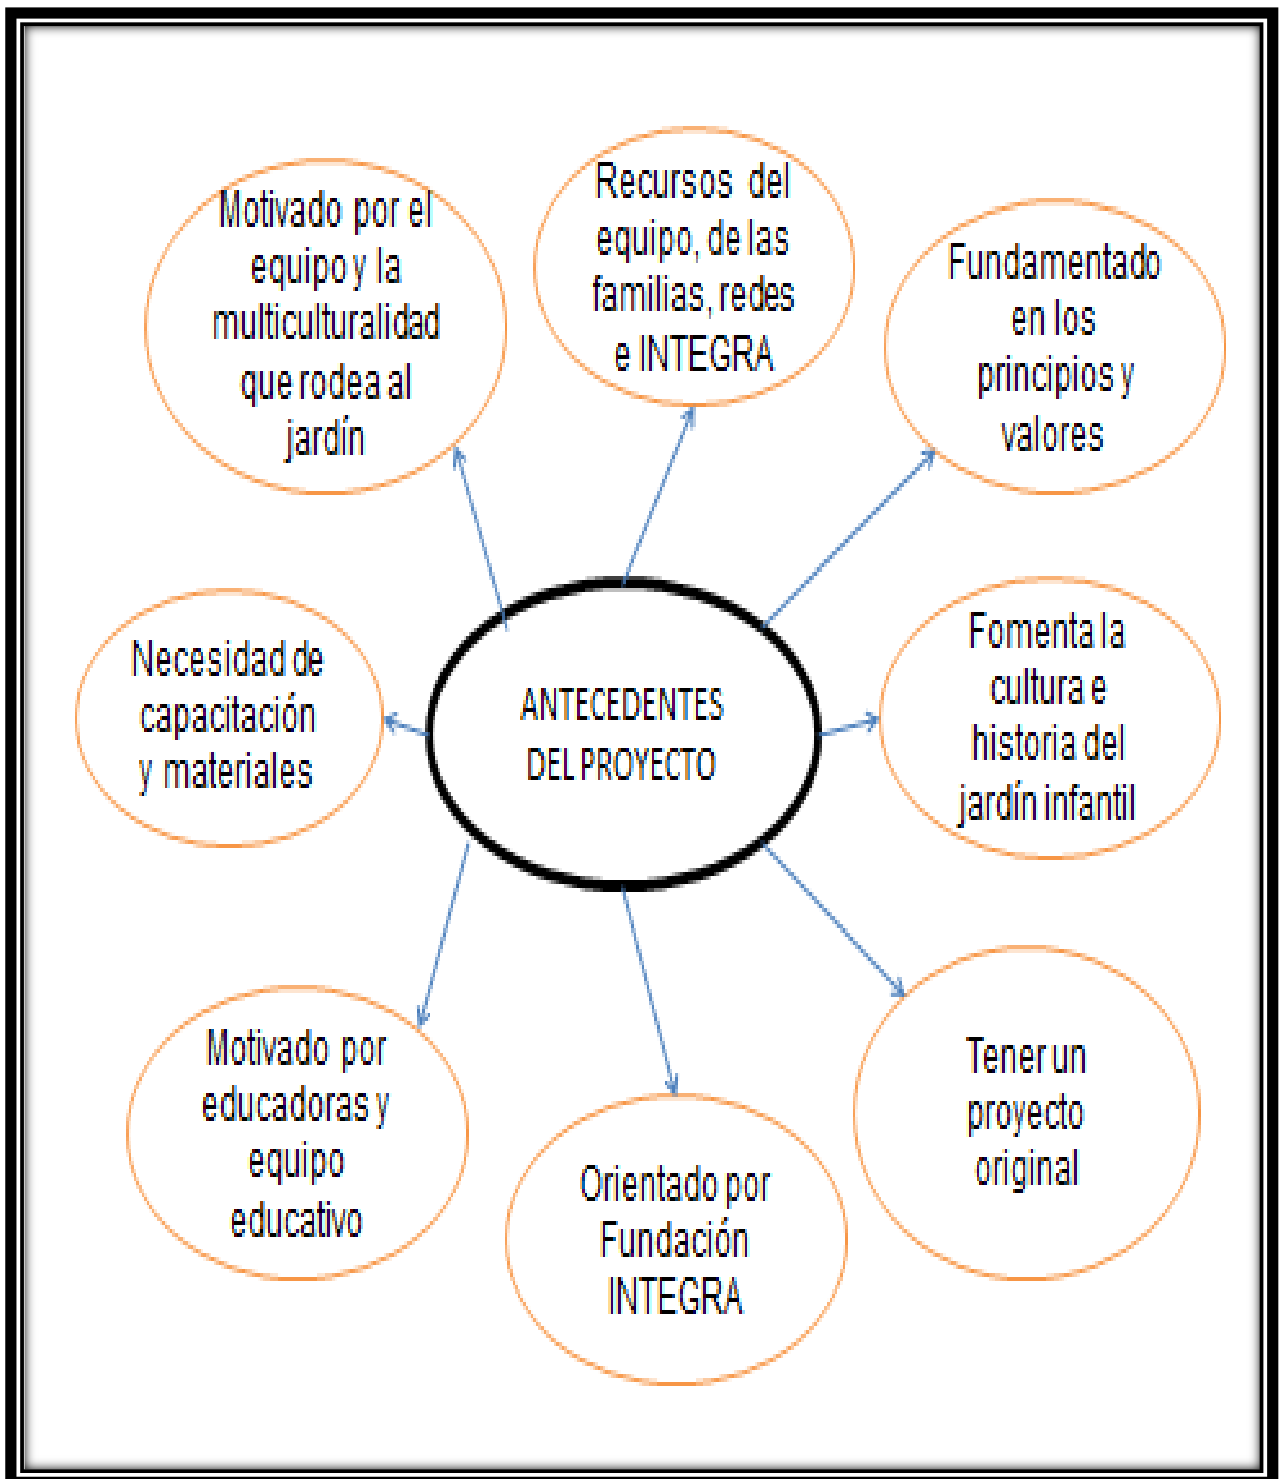 Motivado por el
equipo y la
multiculturalidad
que rodea al
jardín
Recursos del
equipo, de las
familias, redes
e INTEGRA
Fundamentado
en los
principios y
valores
Necesidad de
capacitación
y materiales
ANTECEDENTES
DEL PROYECTO
Fomenta la
cultura e
historia del
jardín infantil
Motivado por
educadoras y
equipo
educativo
Orientado por
Fundación
INTEGRA
Tener un
proyecto
original